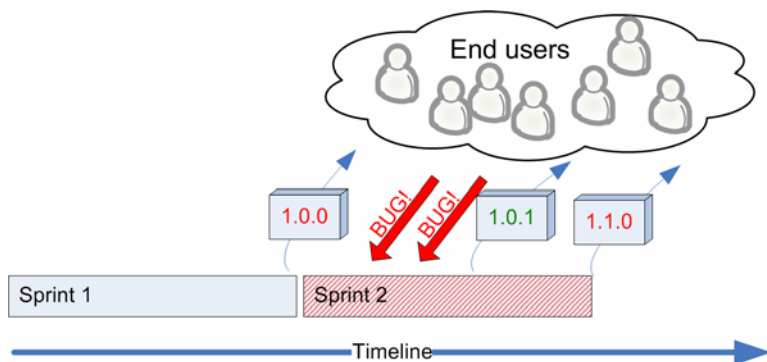 End users
1.0.0
BUG!
BUG!
1.0.1
1.1.0
Sprint 1
Sprint 2
Timeline